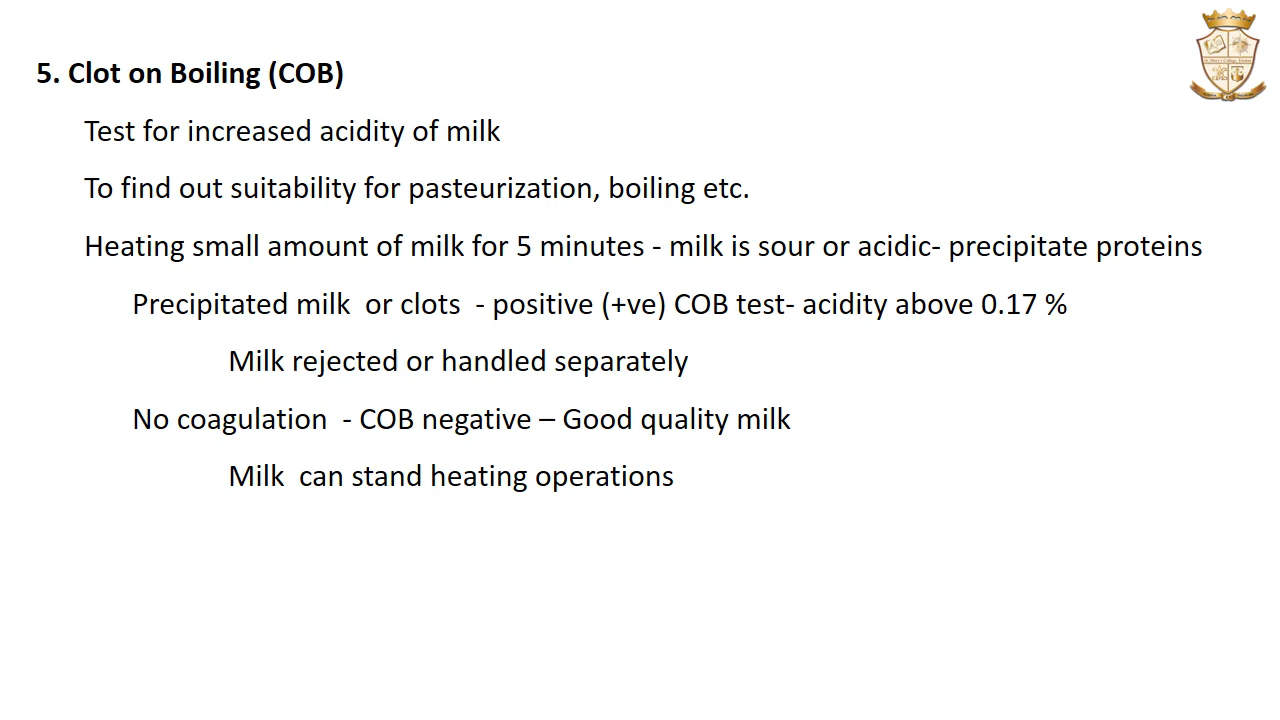 5. Clot on Boiling (COB)
Test for increased acidity of milk
To find out suitability for pasteurization, boiling etc.
Heating small amount of milk for 5 minutes - milk is sour or acidic- precipitate proteins
Precipitated milk  or clots  - positive (+ve) COB test- acidity above 0.17 %
Milk rejected or handled separately
No coagulation  - COB negative – Good quality milk
Milk  can stand heating operations